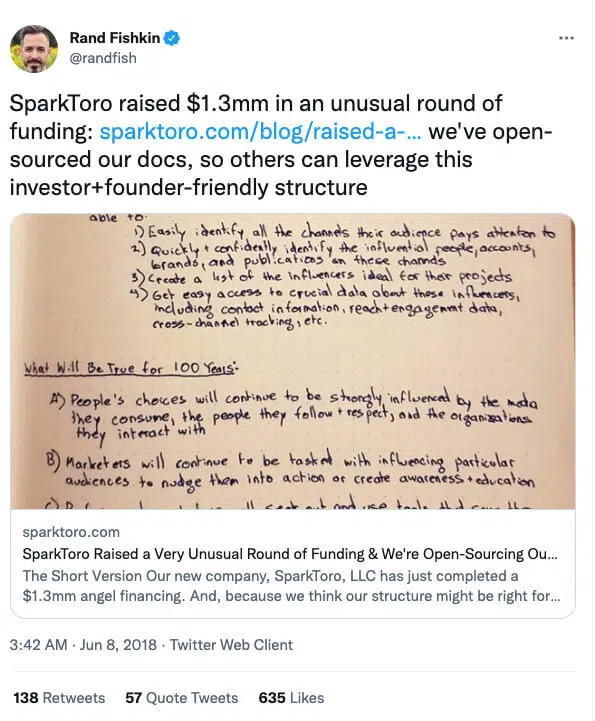 Rand Fishkin
@randfish
SparkToro raised $1.3mm in an unusual round of
funding: sparktoro.com/blog/raised-a-... we've open-
sourced our docs, so others can leverage this
investor+founder-friendly structure
able to:
1) Easily identify all the channels their audience pays attention to
2) Quickly + confidently identify the influential people, accounts,
brands, and publications on these channels
3) Create a list of the influencers ideal for their projects
4) Get easy access to crucial data about those influencers,
including contact information, reach+engagement data,
cross-channel tracking, etc.
What Will Be True for 100 Years:
A) People's choices will continue to be strongly influenced by the media
they consume, the people they follow + respect, and the organizations
they interact with
B) Marketers will continue to be tasked with influencing particular
audiences to nudge them into action or create awareness + education
sparktoro.com
SparkToro Raised a Very Unusual Round of Funding & We're Open-Sourcing Ou...
The Short Version Our new company, SparkToro, LLC has just completed a
$1.3mm angel financing. And, because we think our structure might be right for...
3:42 AM · Jun 8, 2018 · Twitter Web Client
138 Retweets 57 Quote Tweets 635 Likes